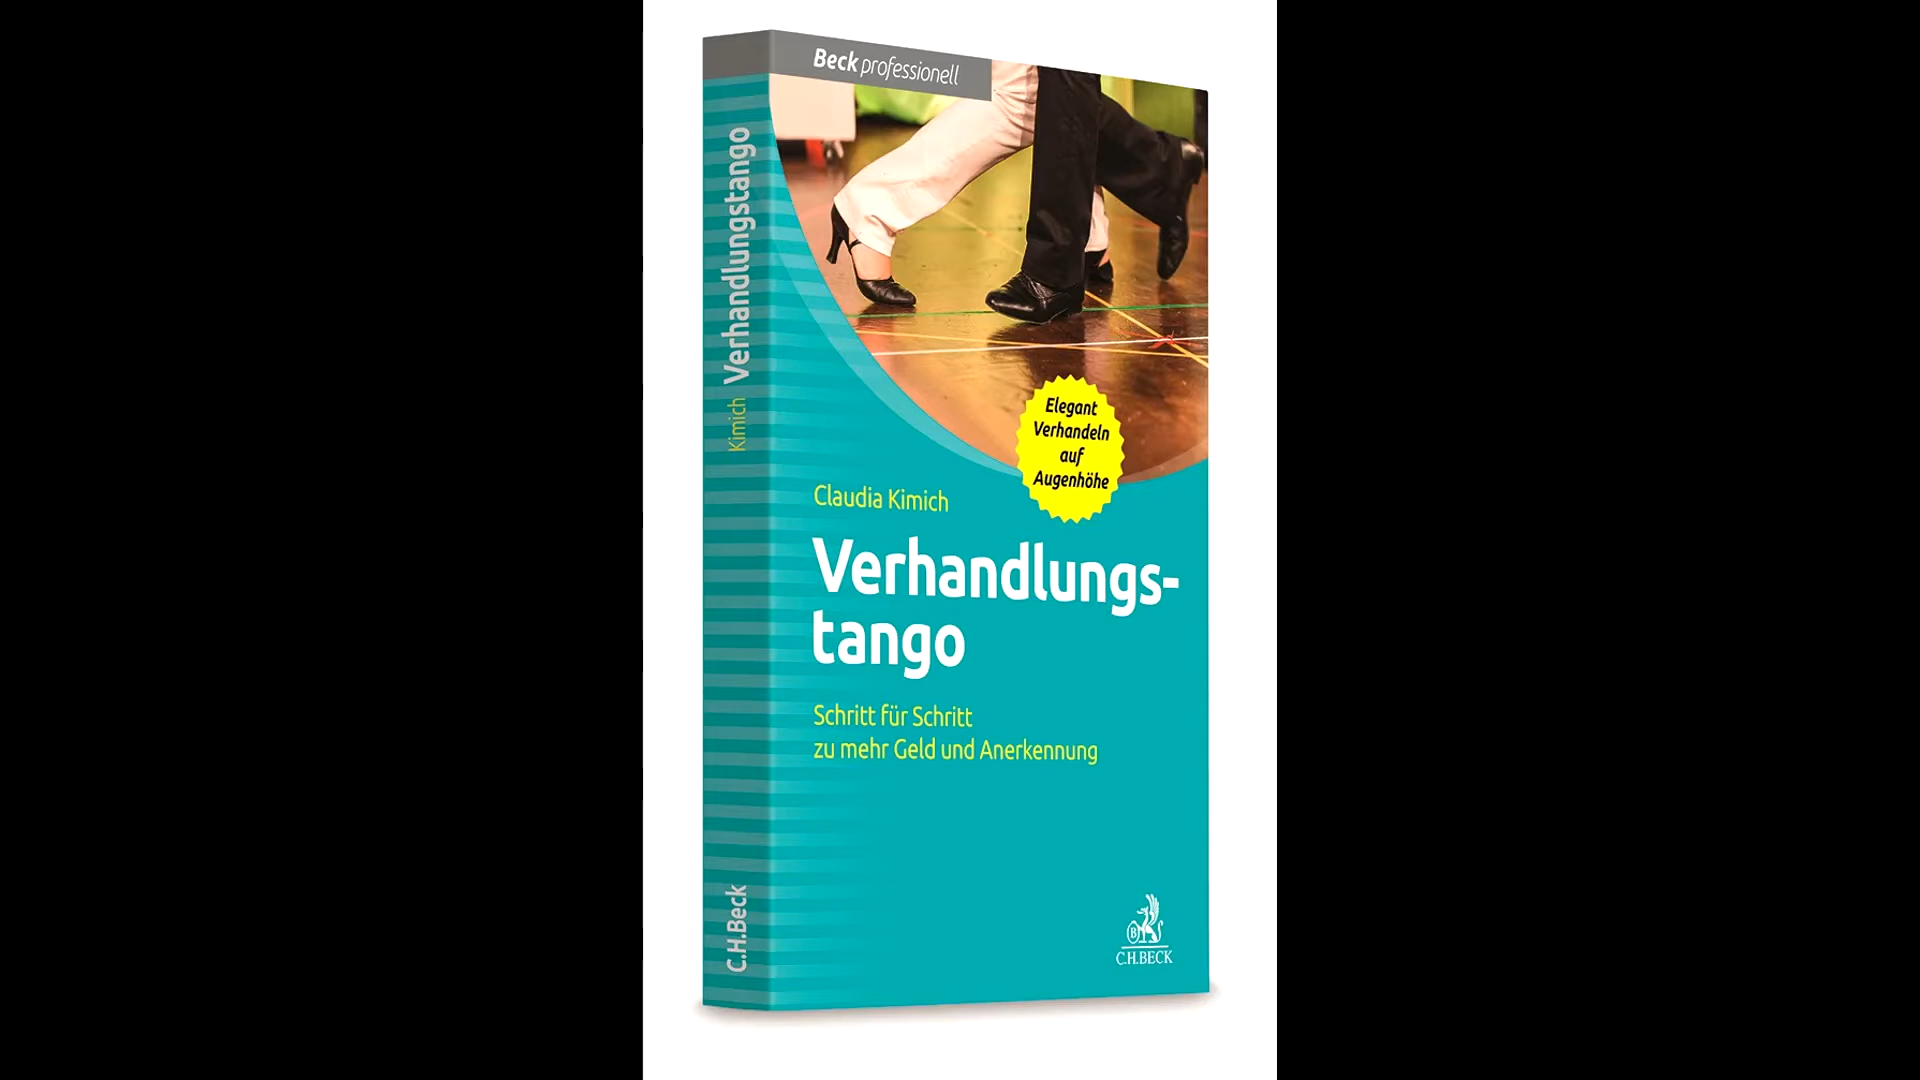 Beck professionell
Verhandlungstango
Kimich
C.H.Beck
Elegant
Verhandeln
auf
Augenhöhe
Claudia Kimich
Verhandlungs-
tango
Schritt für Schritt
zu mehr Geld und Anerkennung
B
C.H.BECK